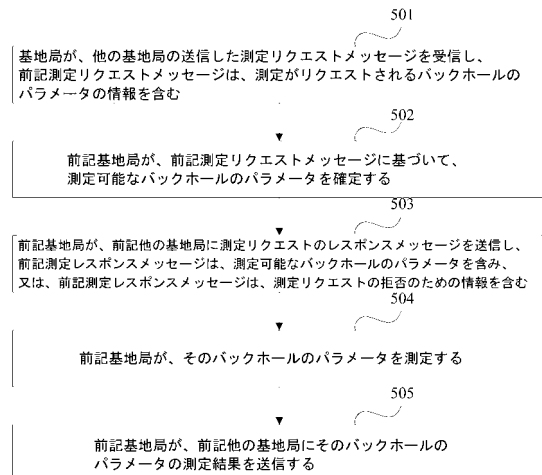 501
基地局が、他の基地局の送信した測定リクエストメッセージを受信し、
前記測定リクエストメッセージは、測定がリクエストされるバックホールの
パラメータの情報を含む
502
前記基地局が、前記測定リクエストメッセージに基づいて、
測定可能なバックホールのパラメータを確定する
503
前記基地局が、前記他の基地局に測定リクエストのレスポンスメッセージを送信し、
前記測定レスポンスメッセージは、測定可能なバックホールのパラメータを含み、
又は、前記測定レスポンスメッセージは、測定リクエストの拒否のための情報を含む
504
前記基地局が、そのバックホールのパラメータを測定する
505
前記基地局が、前記他の基地局にそのバックホールの
パラメータの測定結果を送信する